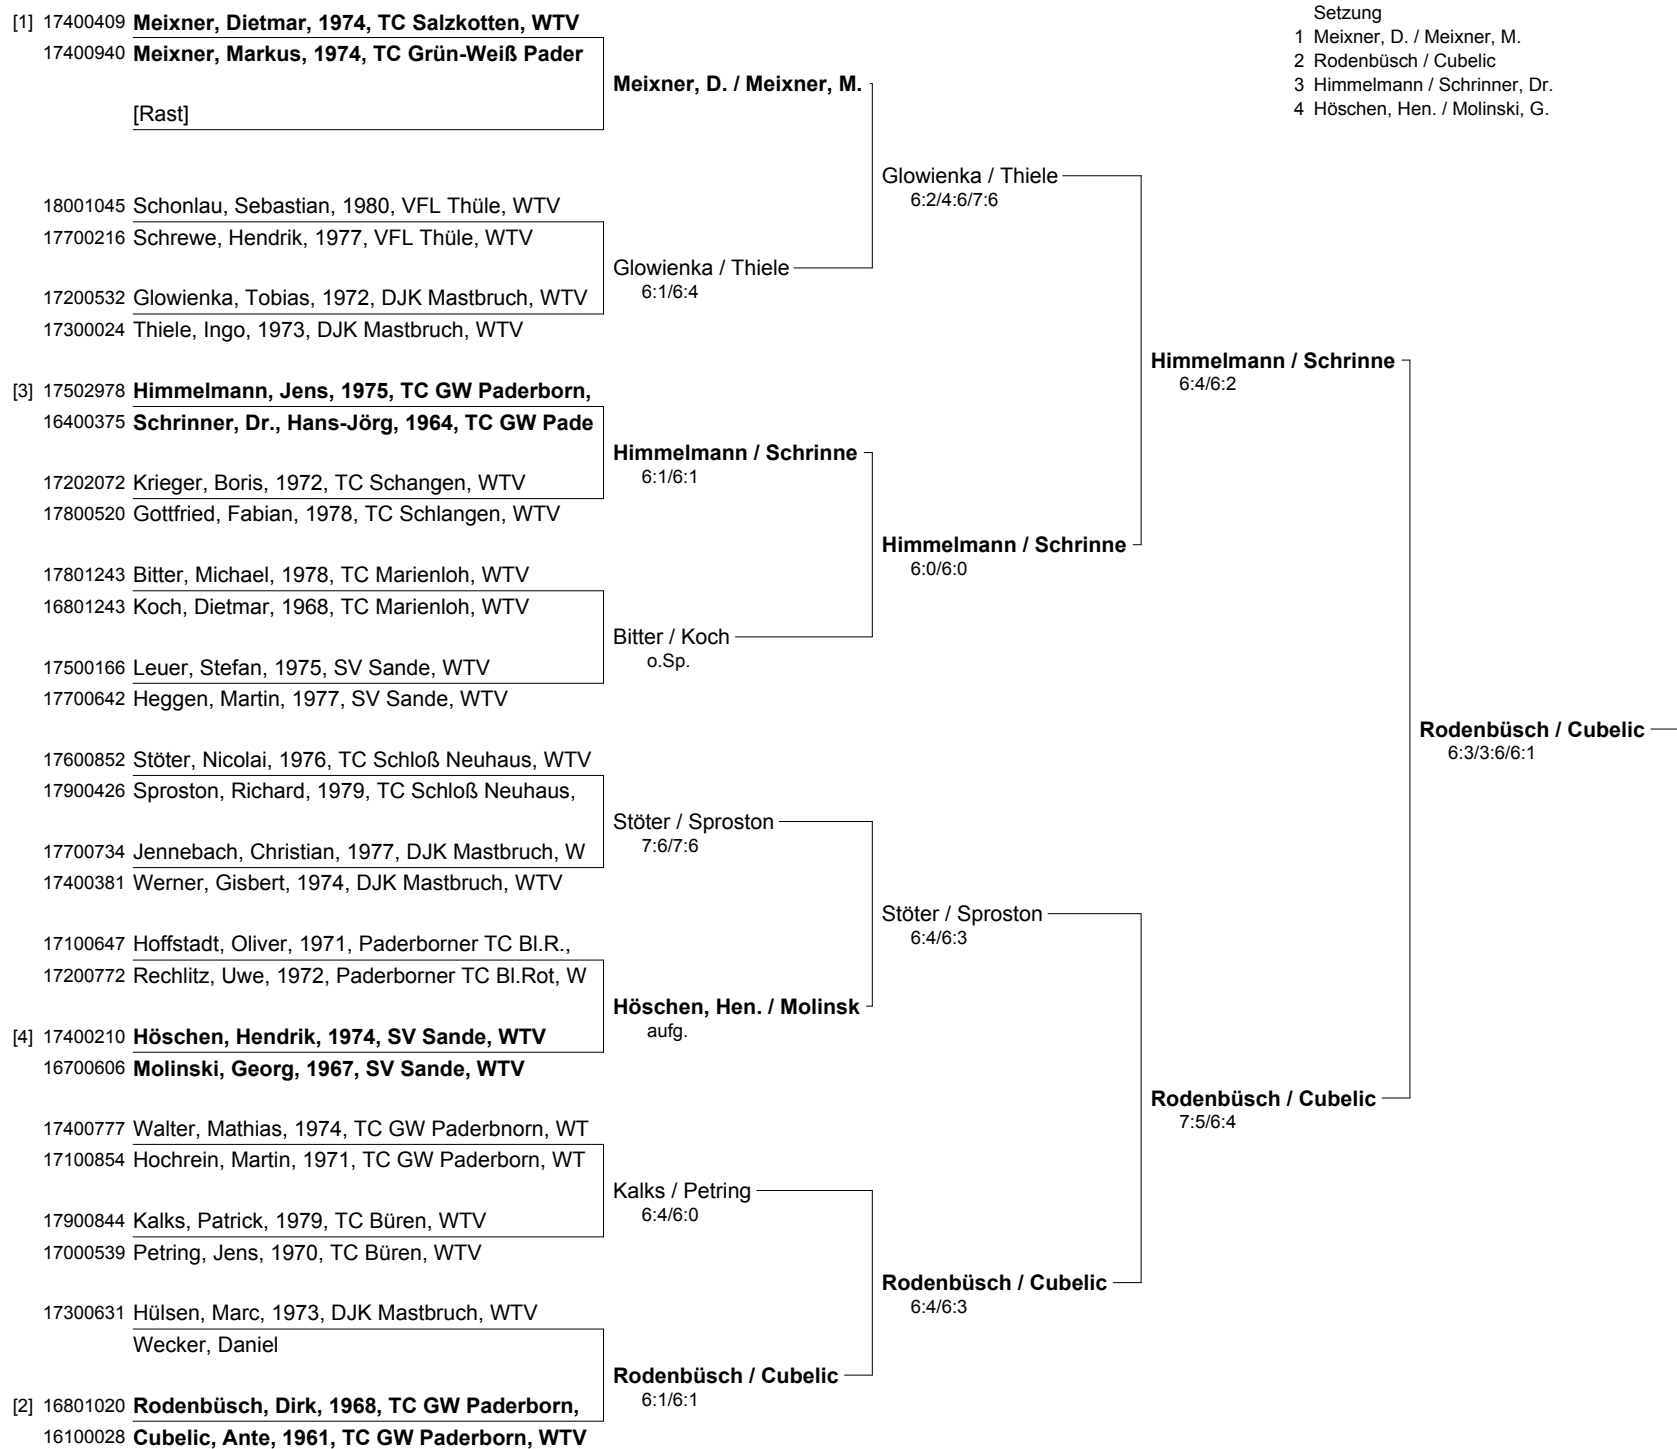 Setzung
1 Meixner, D. / Meixner, M.
2 Rodenbüsch / Cubelic
3 Himmelmann / Schrinner, Dr.
4 Höschen, Hen. / Molinski, G.
[1] 17400409 Meixner, Dietmar, 1974, TC Salzkotten, WTV
17400940 Meixner, Markus, 1974, TC Grün-Weiß Pader
Meixner, D. / Meixner, M.
[Rast]
Glowienka / Thiele
6:2/4:6/7:6
18001045 Schonlau, Sebastian, 1980, VFL Thüle, WTV
17700216 Schrewe, Hendrik, 1977, VFL Thüle, WTV
Glowienka / Thiele
6:1/6:4
17200532 Glowienka, Tobias, 1972, DJK Mastbruch, WTV
17300024 Thiele, Ingo, 1973, DJK Mastbruch, WTV
Himmelmann / Schrinne
6:4/6:2
[3] 17502978 Himmelmann, Jens, 1975, TC GW Paderborn,
16400375 Schrinner, Dr., Hans-Jörg, 1964, TC GW Pade
Himmelmann / Schrinne
6:1/6:1
17202072 Krieger, Boris, 1972, TC Schangen, WTV
17800520 Gottfried, Fabian, 1978, TC Schlangen, WTV
Himmelmann / Schrinne
6:0/6:0
17801243 Bitter, Michael, 1978, TC Marienloh, WTV
16801243 Koch, Dietmar, 1968, TC Marienloh, WTV
Bitter / Koch
o.Sp.
17500166 Leuer, Stefan, 1975, SV Sande, WTV
17700642 Heggen, Martin, 1977, SV Sande, WTV
Rodenbüsch / Cubelic
6:3/3:6/6:1
17600852 Stöter, Nicolai, 1976, TC Schloß Neuhaus, WTV
17900426 Sproston, Richard, 1979, TC Schloß Neuhaus,
Stöter / Sproston
7:6/7:6
17700734 Jennebach, Christian, 1977, DJK Mastbruch, W
17400381 Werner, Gisbert, 1974, DJK Mastbruch, WTV
Stöter / Sproston
6:4/6:3
17100647 Hoffstadt, Oliver, 1971, Paderborner TC Bl.R.,
17200772 Rechlitz, Uwe, 1972, Paderborner TC Bl.Rot, W
Höschen, Hen. / Molinsk
aufg.
[4] 17400210 Höschen, Hendrik, 1974, SV Sande, WTV
16700606 Molinski, Georg, 1967, SV Sande, WTV
Rodenbüsch / Cubelic
7:5/6:4
17400777 Walter, Mathias, 1974, TC GW Paderbnorn, WT
17100854 Hochrein, Martin, 1971, TC GW Paderborn, WT
Kalks / Petring
6:4/6:0
17900844 Kalks, Patrick, 1979, TC Büren, WTV
17000539 Petring, Jens, 1970, TC Büren, WTV
Rodenbüsch / Cubelic
6:4/6:3
17300631 Hülsen, Marc, 1973, DJK Mastbruch, WTV
Wecker, Daniel
Rodenbüsch / Cubelic
6:1/6:1
[2] 16801020 Rodenbüsch, Dirk, 1968, TC GW Paderborn,
16100028 Cubelic, Ante, 1961, TC GW Paderborn, WTV